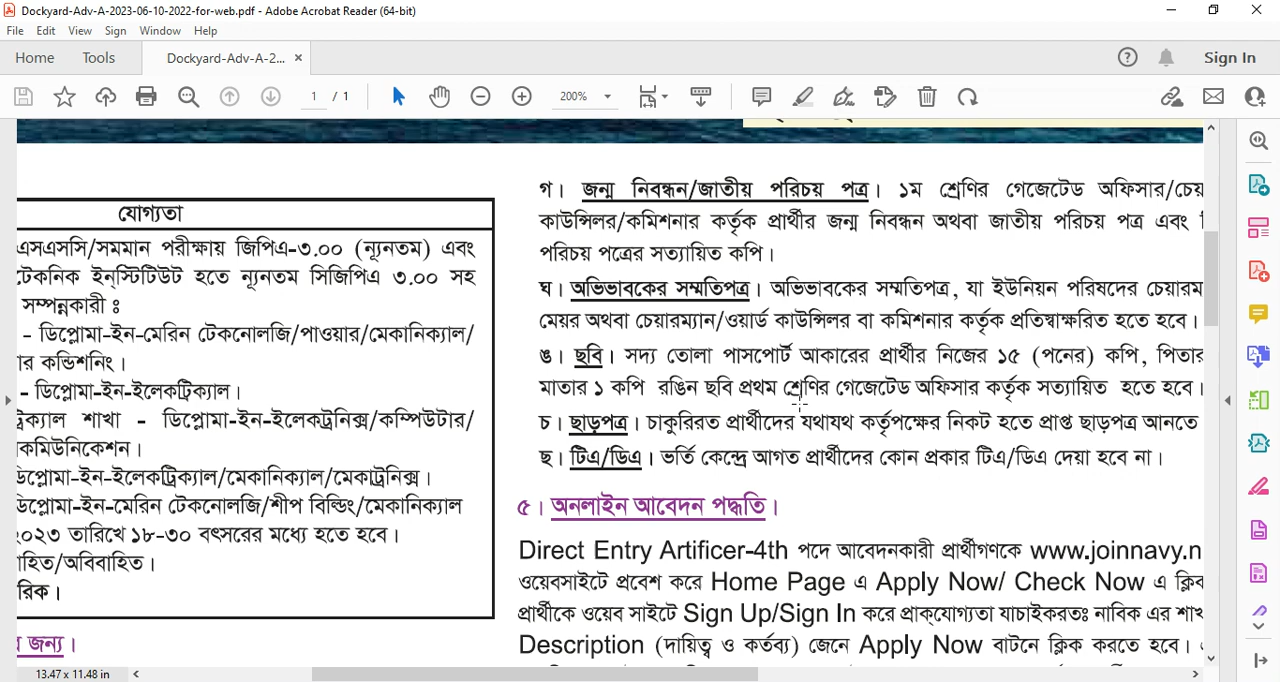 Dockyard-Adv-A-2023-06-10-2022-for-web.pdf - Adobe Acrobat Reader (64-bit)
File Edit View Sign Window Help
Home Tools Dockyard-Adv-A-2... × Sign In
1 / 1 200%
যোগ্যতা
এসএসসি/সমমান পরীক্ষায় জিপিএ-৩.০০ (ন্যূনতম) এবং
টেকনিক ইন্‌স্টিটিউট হতে ন্যূনতম সিজিপিএ ৩.০০ সহ
সম্পন্নকারী ঃ
- ডিপ্লোমা-ইন-মেরিন টেকনোলজি/পাওয়ার/মেকানিক্যাল/
ার কন্ডিশনিং।
- ডিপ্লোমা-ইন-ইলেকট্রিক্যাল।
ট্রিক্যাল শাখা - ডিপ্লোমা-ইন-ইলেকট্রনিক্স/কম্পিউটার/
কমিউনিকেশন।
ডিপ্লোমা-ইন-ইলেকট্রিক্যাল/মেকানিক্যাল/মেকাট্রনিক্স।
ডিপ্লোমা-ইন-মেরিন টেকনোলজি/শীপ বিল্ডিং/মেকানিক্যাল
২০২৩ তারিখে ১৮-৩০ বৎসরের মধ্যে হতে হবে।
াহিত/অবিবাহিত।
রিক।
র জন্য।
গ। জন্ম নিবন্ধন/জাতীয় পরিচয় পত্র। ১ম শ্রেণির গেজেটেড অফিসার/চেয়
কাউন্সিলর/কমিশনার কর্তৃক প্রার্থীর জন্ম নিবন্ধন অথবা জাতীয় পরিচয় পত্র এবং
পরিচয় পত্রের সত্যায়িত কপি।
ঘ। অভিভাবকের সম্মতিপত্র। অভিভাবকের সম্মতিপত্র, যা ইউনিয়ন পরিষদের চেয়ারম
মেয়র অথবা চেয়ারম্যান/ওয়ার্ড কাউন্সিলর বা কমিশনার কর্তৃক প্রতিস্বাক্ষরিত হতে হবে।
ঙ। ছবি। সদ্য তোলা পাসপোর্ট আকারের প্রার্থীর নিজের ১৫ (পনের) কপি, পিতার
মাতার ১ কপি রঙিন ছবি প্রথম শ্রেণির গেজেটেড অফিসার কর্তৃক সত্যায়িত হতে হবে।
চ। ছাড়পত্র। চাকুরিরত প্রার্থীদের যথাযথ কর্তৃপক্ষের নিকট হতে প্রাপ্ত ছাড়পত্র আনতে
ছ। টিএ/ডিএ। ভর্তি কেন্দ্রে আগত প্রার্থীদের কোন প্রকার টিএ/ডিএ দেয়া হবে না।
৫। অনলাইন আবেদন পদ্ধতি।
Direct Entry Artificer-4th পদে আবেদনকারী প্রার্থীগণকে www.joinnavy.n
ওয়েবসাইটে প্রবেশ করে Home Page এ Apply Now/ Check Now এ ক্লিক
প্রার্থীকে ওয়েব সাইটে Sign Up/Sign In করে প্রাক্‌যোগ্যতা যাচাইকরতঃ নাবিক এর শাখ
Description (দায়িত্ব ও কর্তব্য) জেনে Apply Now বাটনে ক্লিক করতে হবে।
13.47 x 11.48 in